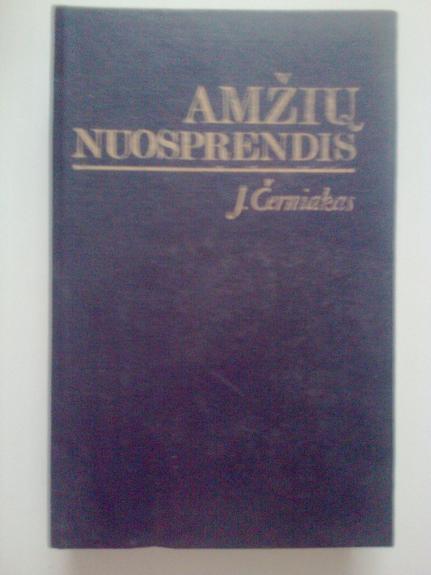 AMŽIŲ
NUOSPRENDIS
J. Černiakas